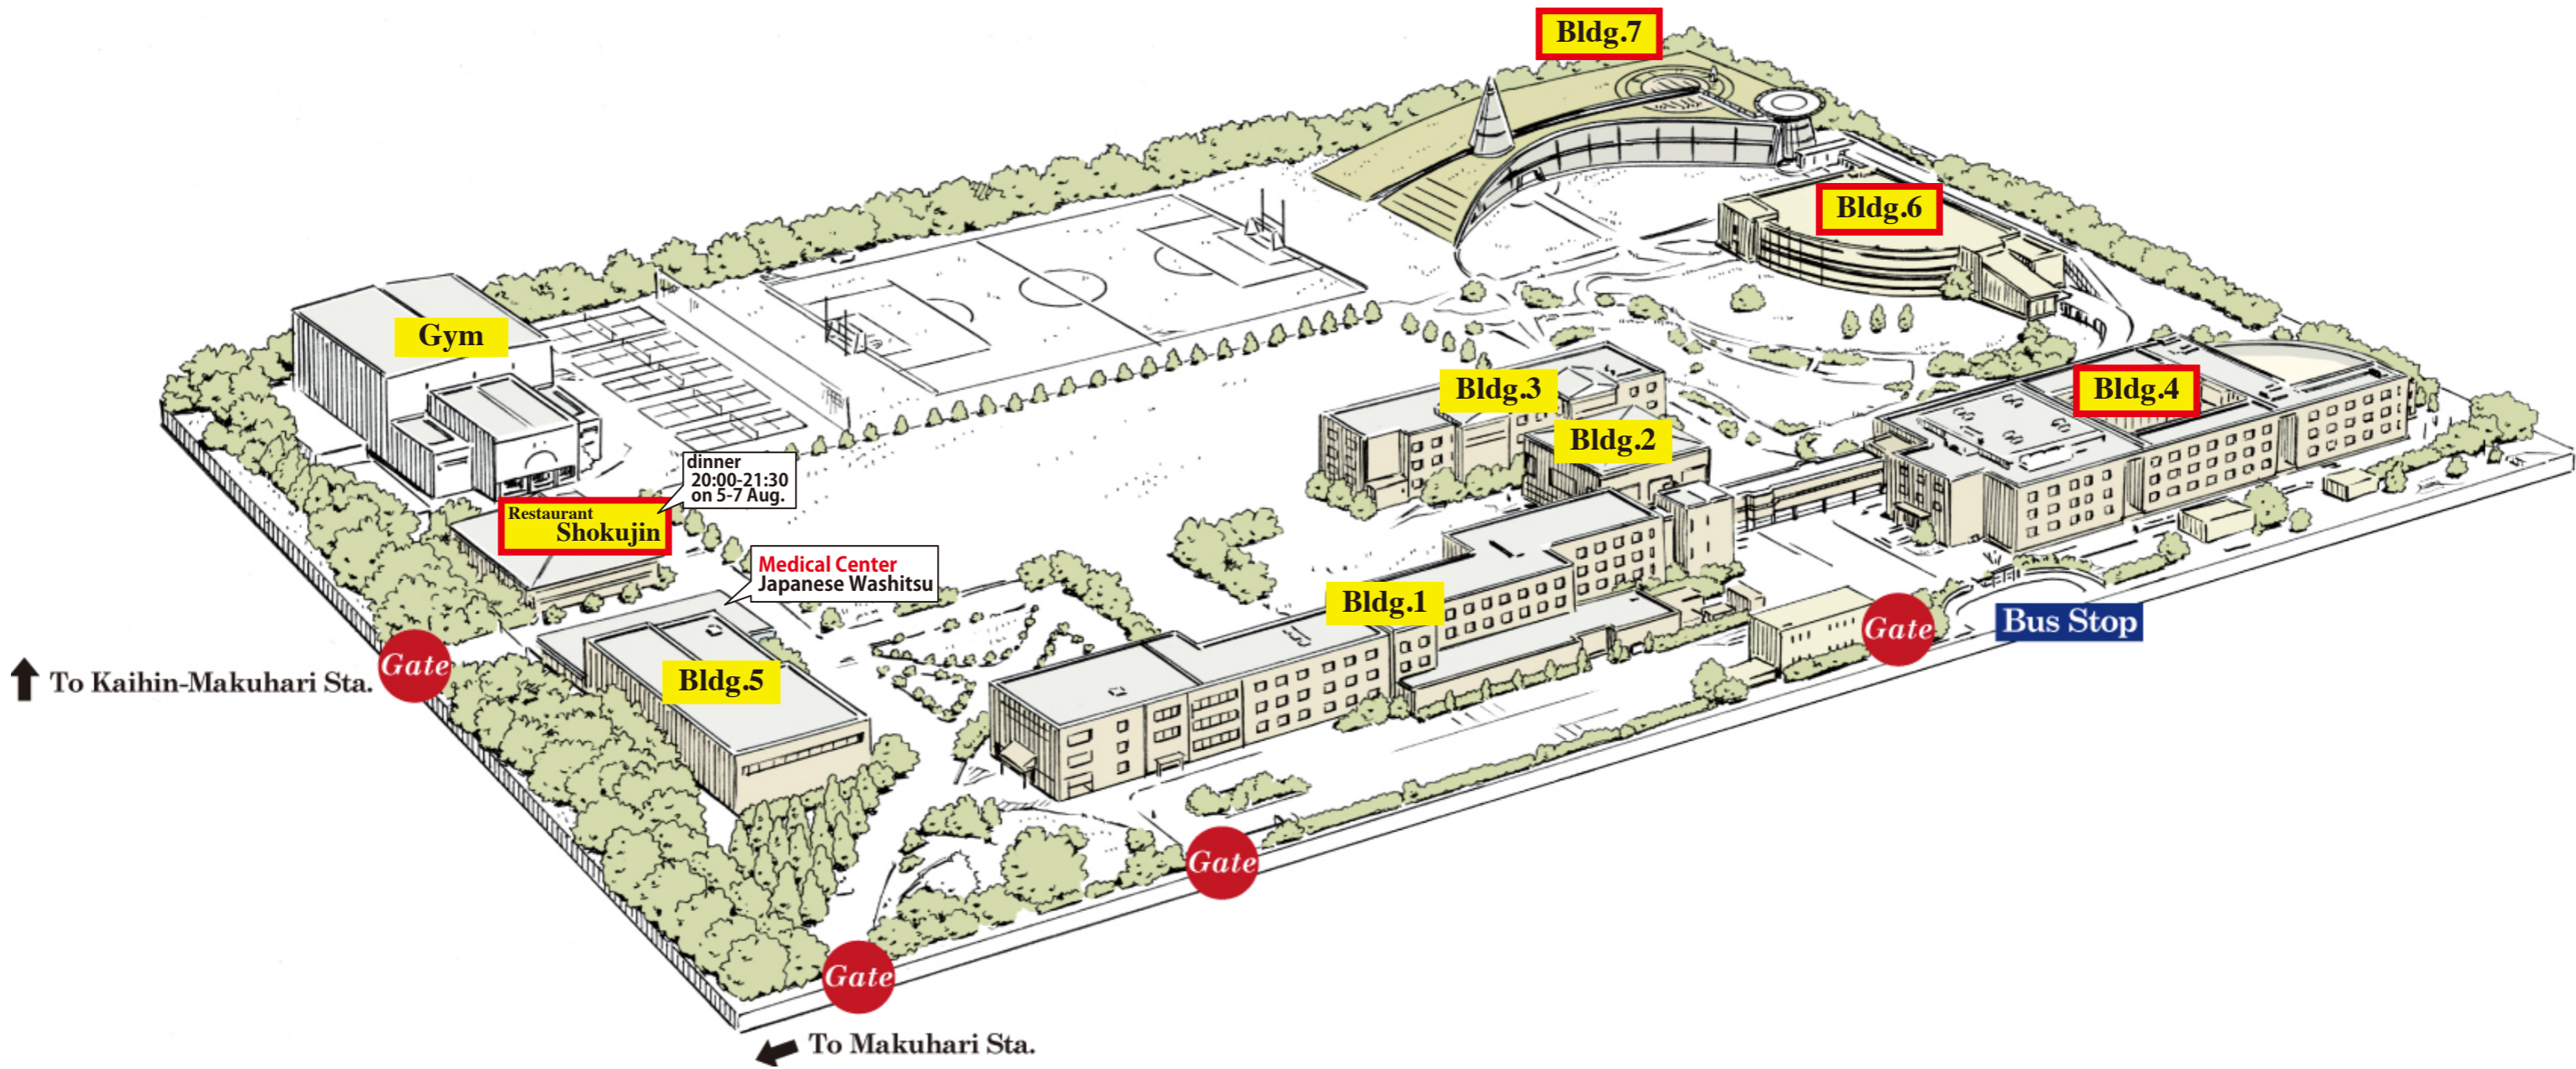 Bldg.7
Bldg.6
Gym
Bldg.3
Bldg.4
Bldg.2
dinner
20:00-21:30
on 5-7 Aug.
Restaurant
Shokujin
Medical Center
Japanese Washitsu
Bldg.1
Gate
Bus Stop
Gate
To Kaihin-Makuhari Sta.
Bldg.5
Gate
Gate
To Makuhari Sta.